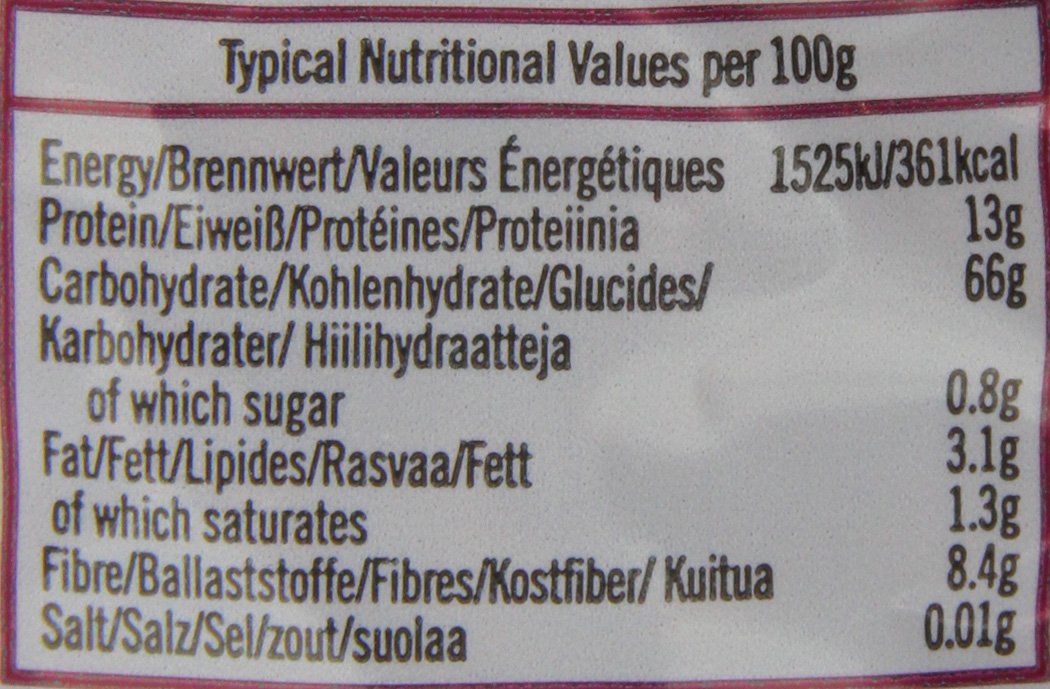 Typical Nutritional Values per 100g
Energy/Brennwert/Valeurs Énergétiques 1525kJ/361kcal
Protein/Eiweiß/Protéines/Proteiinia 13g
Carbohydrate/Kohlenhydrate/Glucides/ 66g
Karbohydrater/ Hiilihydraatteja
of which sugar 0.8g
Fat/Fett/Lipides/Rasvaa/Fett 3.1g
of which saturates 1.3g
Fibre/Ballaststoffe/Fibres/Kostfiber/ Kuitua 8.4g
Salt/Salz/Sel/zout/suolaa 0.01g